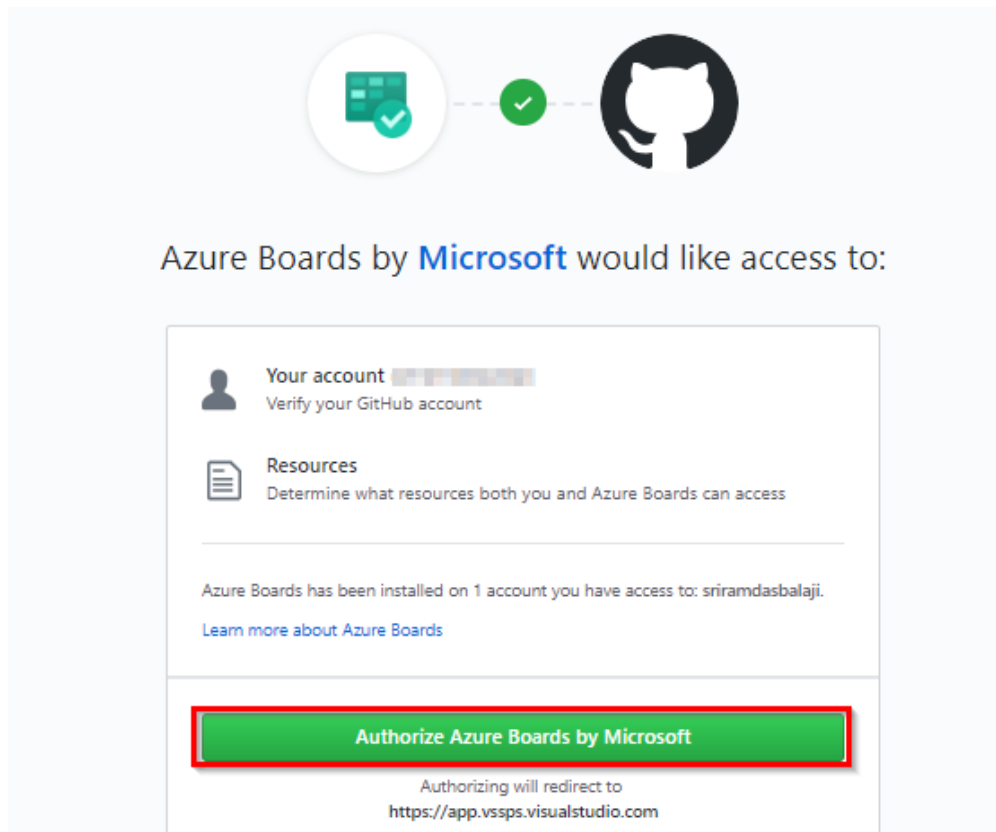 Azure Boards by Microsoft would like access to:
Your account
Verify your GitHub account
Resources
Determine what resources both you and Azure Boards can access
Azure Boards has been installed on 1 account you have access to: sriramdasbalaji.
Learn more about Azure Boards
Authorize Azure Boards by Microsoft
Authorizing will redirect to
https://app.vssps.visualstudio.com